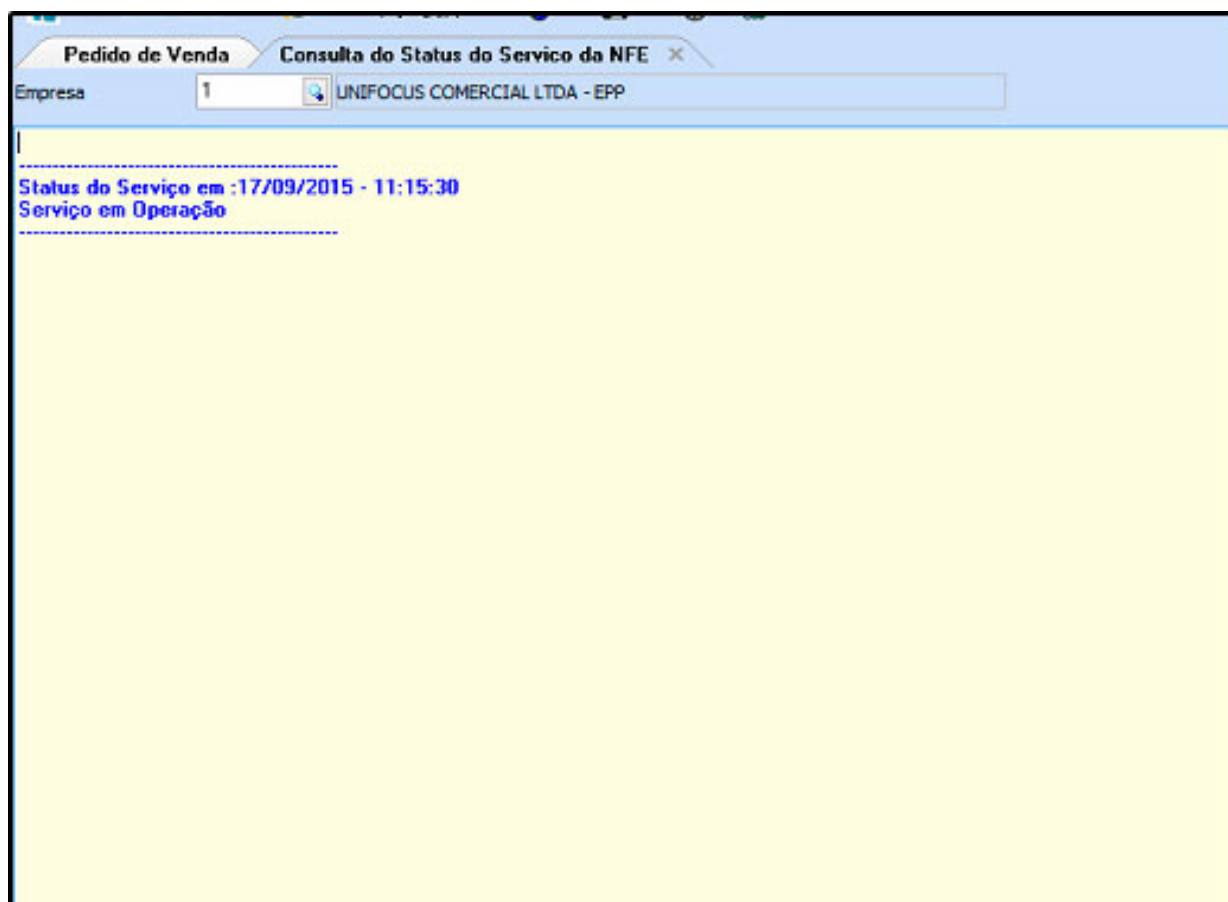 Pedido de Venda
Consulta do Status do Servico da NFE
Empresa 1 UNIFOCUS COMERCIAL LTDA - EPP
------------------------------------------------
Status do Serviço em :17/09/2015 - 11:15:30
Serviço em Operação
------------------------------------------------